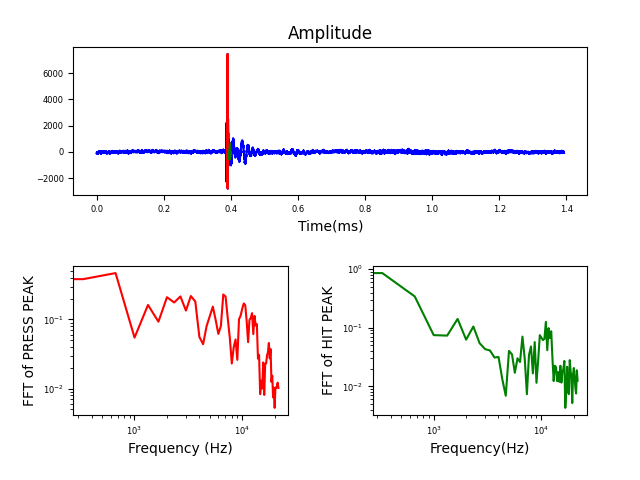 Amplitude
6000
4000
2000
0
−2000
0.0 0.2 0.4 0.6 0.8 1.0 1.2 1.4
Time(ms)
FFT of PRESS PEAK
10⁻¹
10⁻²
10³ 10⁴
Frequency (Hz)
FFT of HIT PEAK
10⁰
10⁻¹
10⁻²
10³ 10⁴
Frequency(Hz)